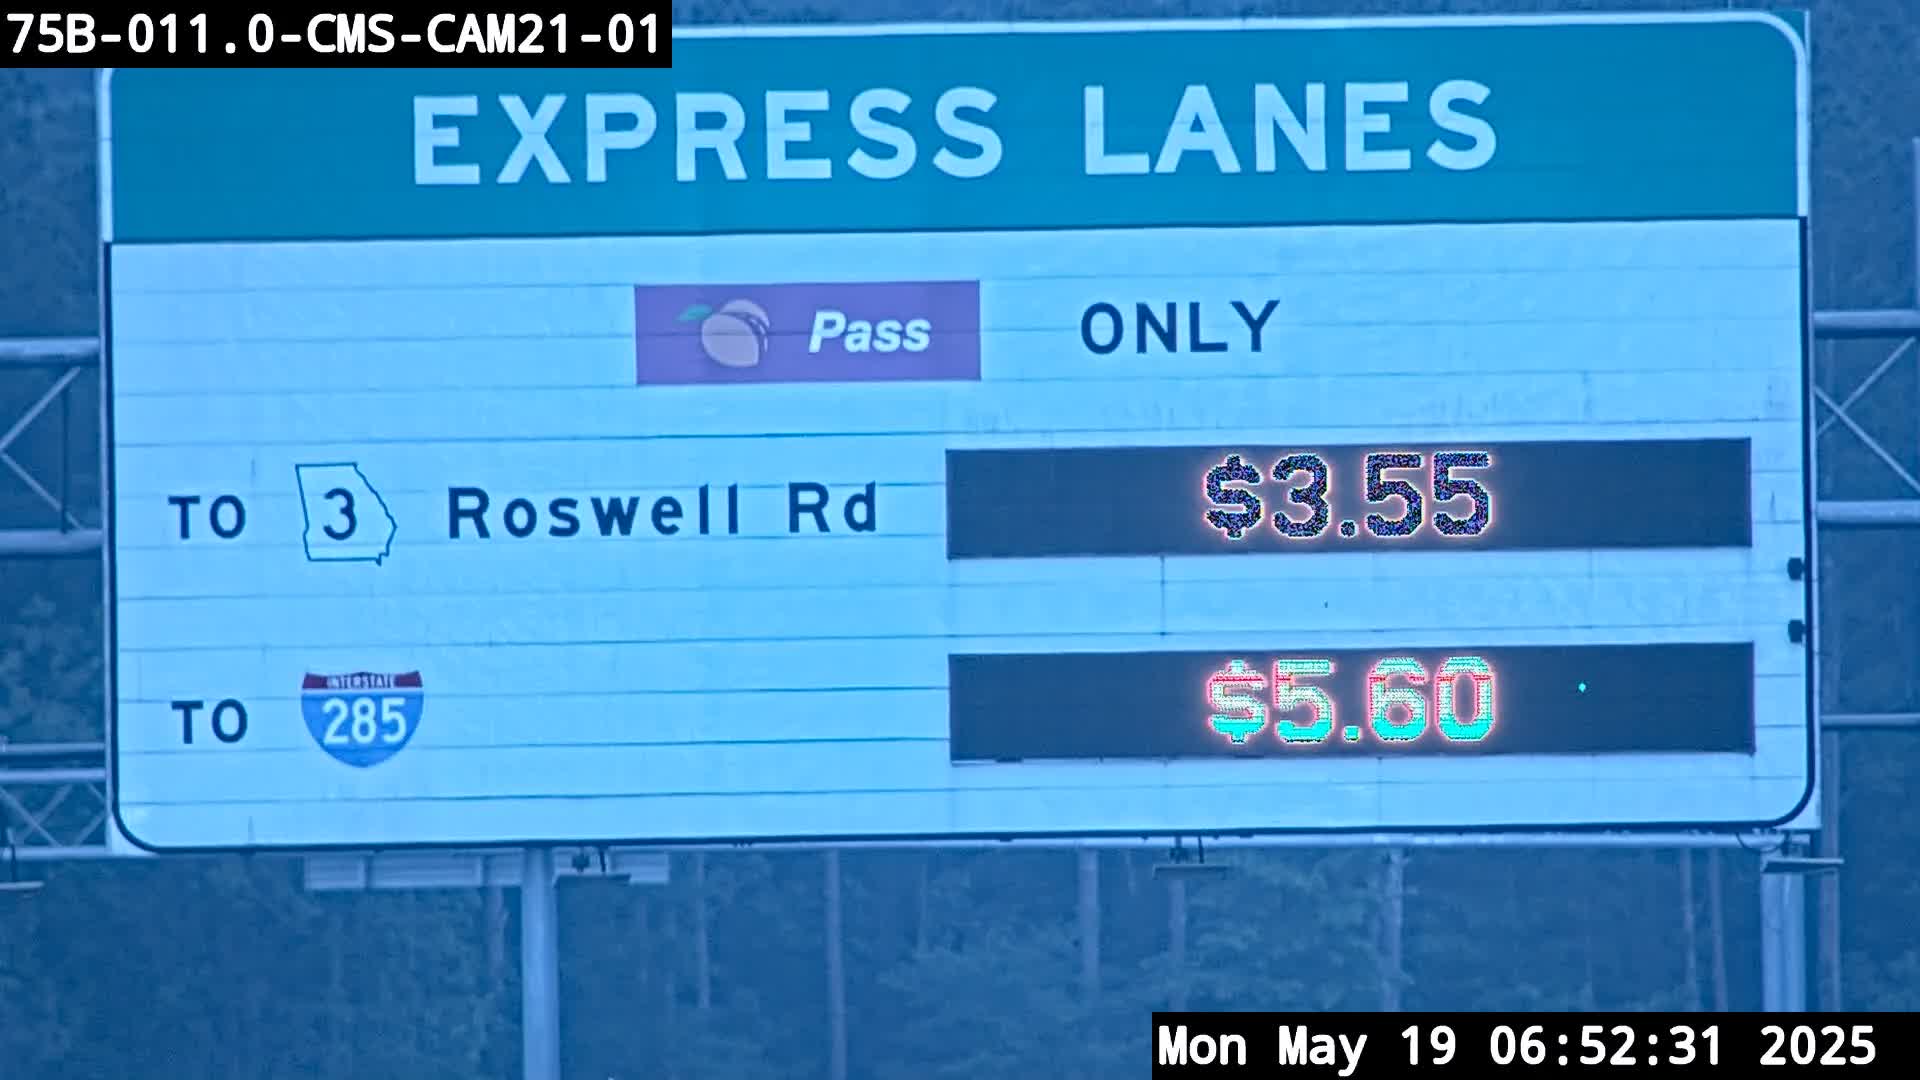 75B-011.0-CMS-CAM21-01
EXPRESS LANES
Pass ONLY
TO 3 Roswell Rd $3.55
INTERSTATE
TO 285 $5.60
Mon May 19 06:52:31 2025